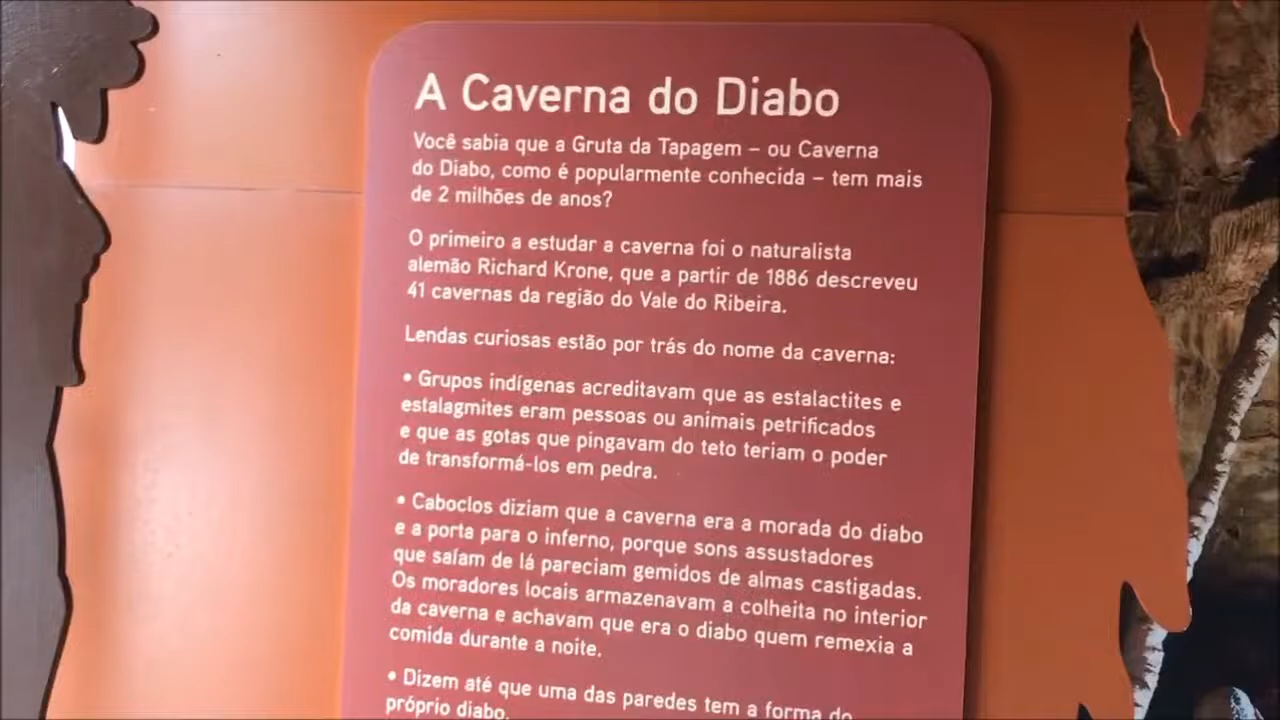 A Caverna do Diabo
Você sabia que a Gruta da Tapagem – ou Caverna
do Diabo, como é popularmente conhecida – tem mais
de 2 milhões de anos?
O primeiro a estudar a caverna foi o naturalista
alemão Richard Krone, que a partir de 1886 descreveu
41 cavernas da região do Vale do Ribeira.
Lendas curiosas estão por trás do nome da caverna:
• Grupos indígenas acreditavam que as estalactites e
estalagmites eram pessoas ou animais petrificados
e que as gotas que pingavam do teto teriam o poder
de transformá-los em pedra.
• Caboclos diziam que a caverna era a morada do diabo
e a porta para o inferno, porque sons assustadores
que saíam de lá pareciam gemidos de almas castigadas.
Os moradores locais armazenavam a colheita no interior
da caverna e achavam que era o diabo quem remexia a
comida durante a noite.
• Dizem até que uma das paredes tem a forma do
próprio diabo.